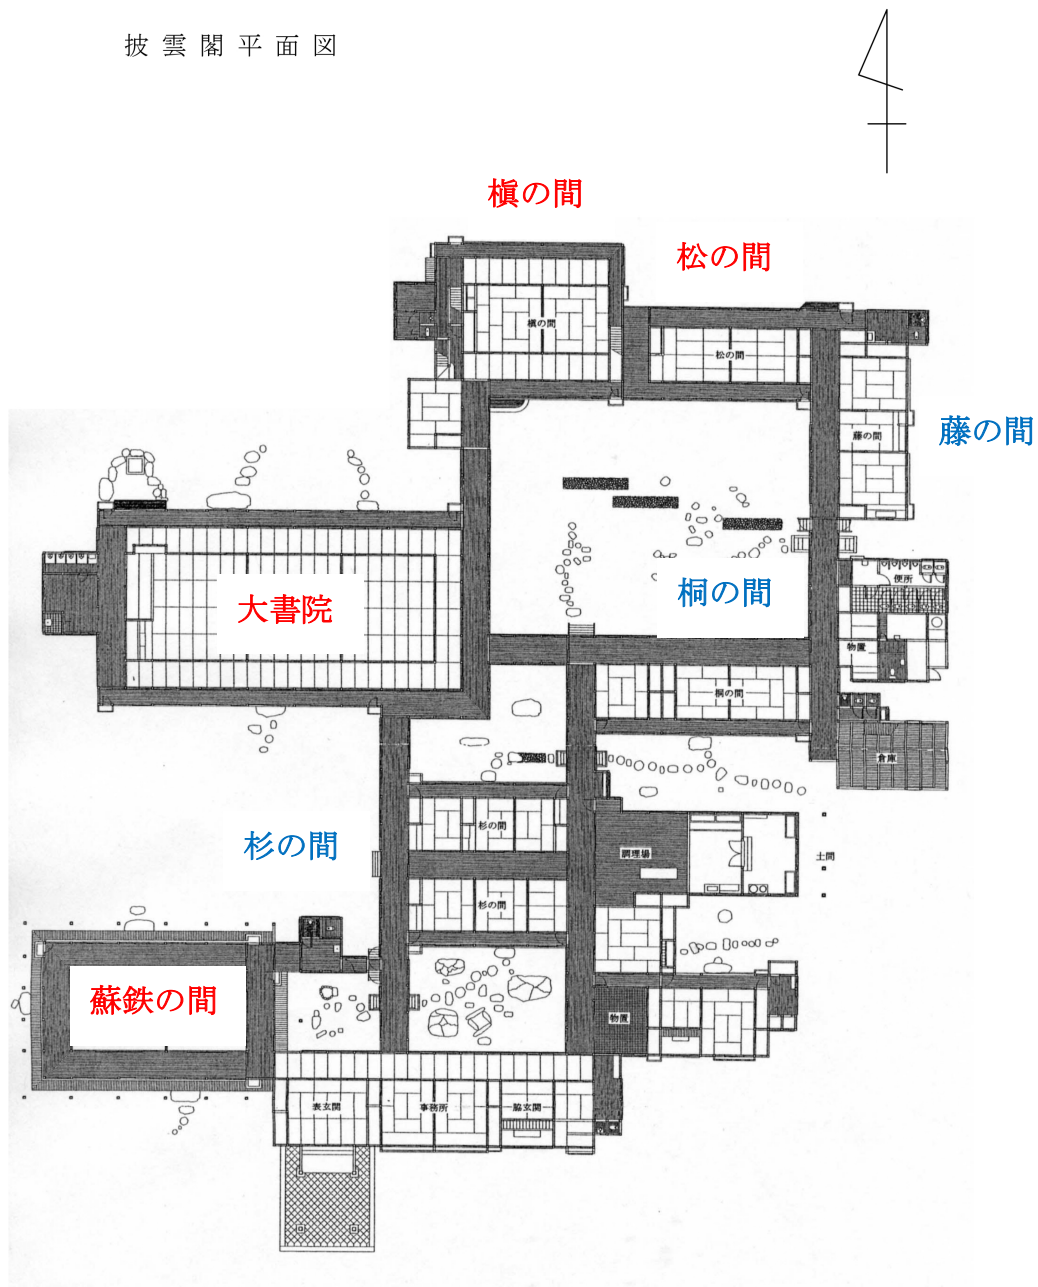 披雲閣平面図
槇の間
松の間
槇の間
松の間
藤の間
藤の間
大書院
桐の間
便所
物置
桐の間
倉庫
杉の間
杉の間
調理場
土間
杉の間
蘇鉄の間
物置
表玄関
事務所
脇玄関